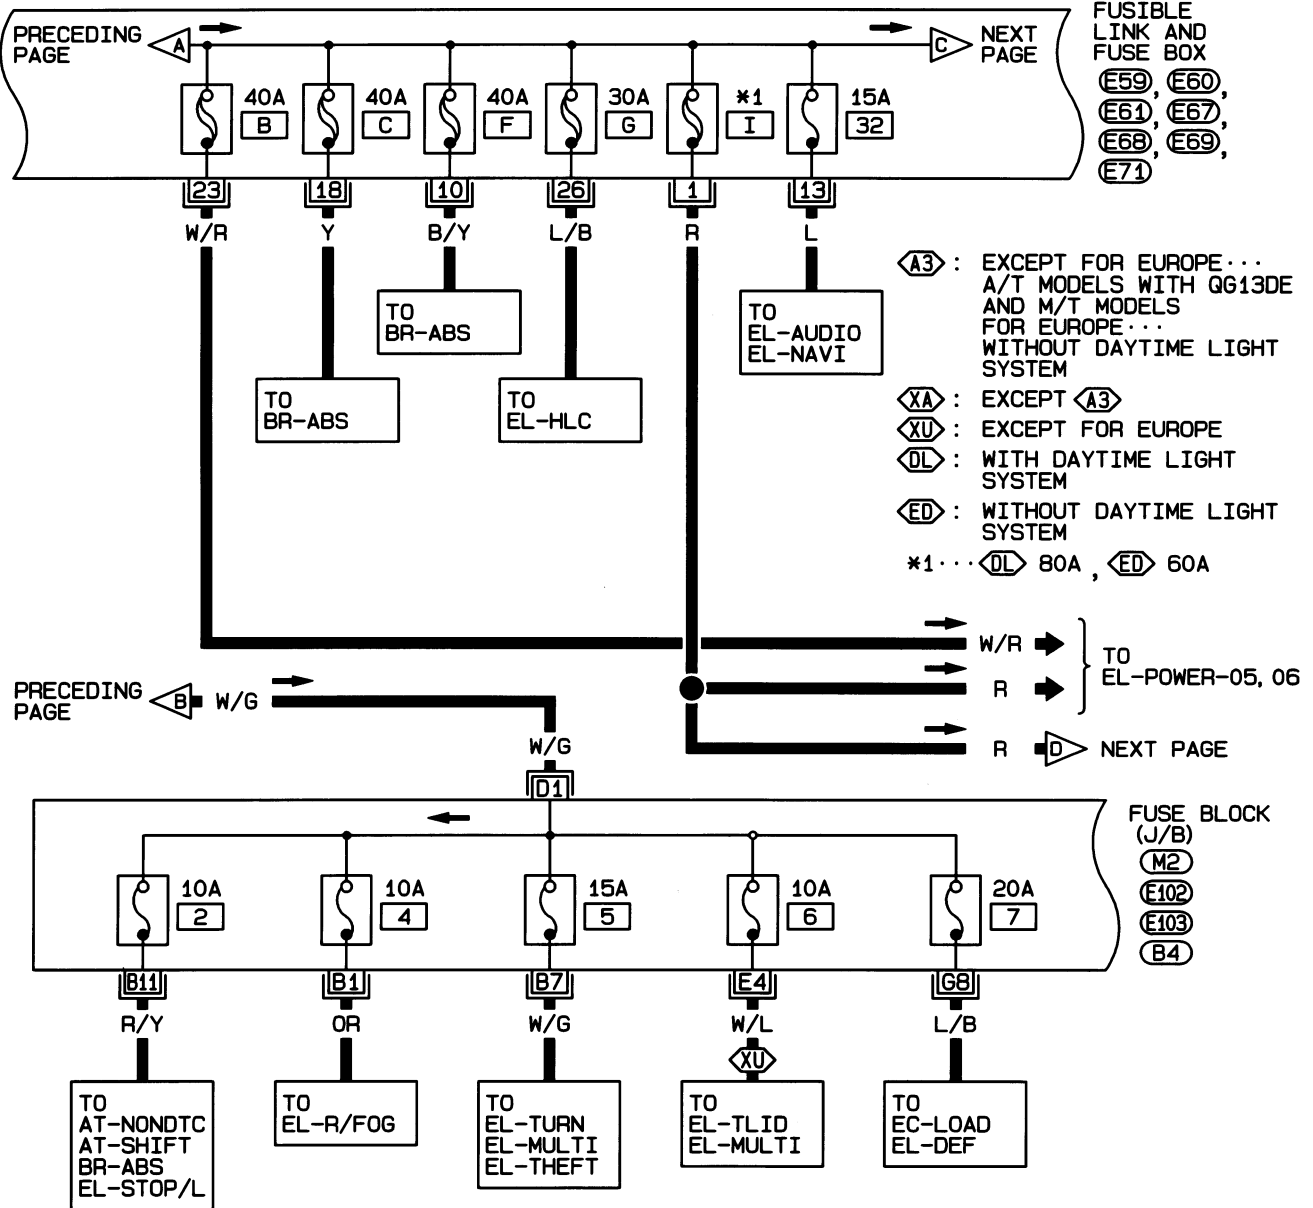 PRECEDING
PAGE
A
C
NEXT
PAGE
FUSIBLE
LINK AND
FUSE BOX
E59, E60,
E61, E67,
E68, E69,
E71
40A
B
40A
C
40A
F
30A
G
*1
I
15A
32
23
18
10
26
1
13
W/R
Y
B/Y
L/B
R
L
TO
BR-ABS
TO
BR-ABS
TO
EL-HLC
TO
EL-AUDIO
EL-NAVI
A3 : EXCEPT FOR EUROPE···
A/T MODELS WITH QG13DE
AND M/T MODELS
FOR EUROPE···
WITHOUT DAYTIME LIGHT
SYSTEM
XA : EXCEPT A3
XU : EXCEPT FOR EUROPE
DL : WITH DAYTIME LIGHT
SYSTEM
ED : WITHOUT DAYTIME LIGHT
SYSTEM
*1··· DL 80A , ED 60A
W/R
R
TO
EL-POWER-05, 06
R
D
NEXT PAGE
PRECEDING
PAGE
B
W/G
W/G
D1
FUSE BLOCK
(J/B)
M2
E102
E103
B4
10A
2
10A
4
15A
5
10A
6
20A
7
B11
B1
B7
E4
G8
R/Y
OR
W/G
W/L
L/B
XU
TO
AT-NONDTC
AT-SHIFT
BR-ABS
EL-STOP/L
TO
EL-R/FOG
TO
EL-TURN
EL-MULTI
EL-THEFT
TO
EL-TLID
EL-MULTI
TO
EC-LOAD
EL-DEF